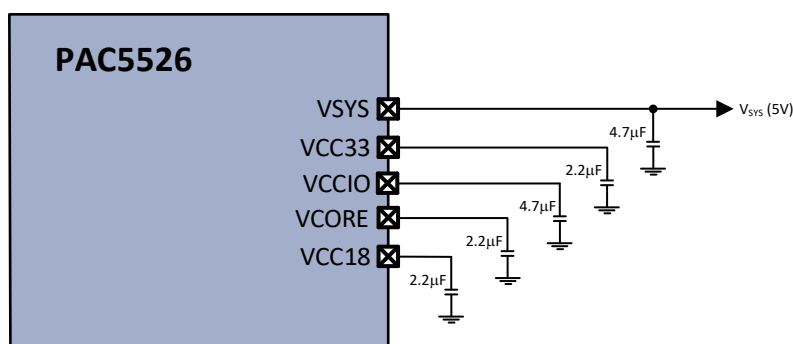 PAC5526
VSYS
VSYS (5V)
4.7μF
VCC33
2.2μF
VCCIO
4.7μF
VCORE
2.2μF
VCC18
2.2μF